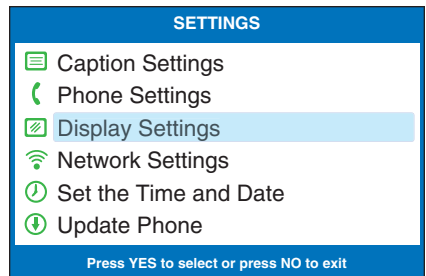 SETTINGS
Caption Settings
Phone Settings
Display Settings
Network Settings
Set the Time and Date
Update Phone
Press YES to select or press NO to exit